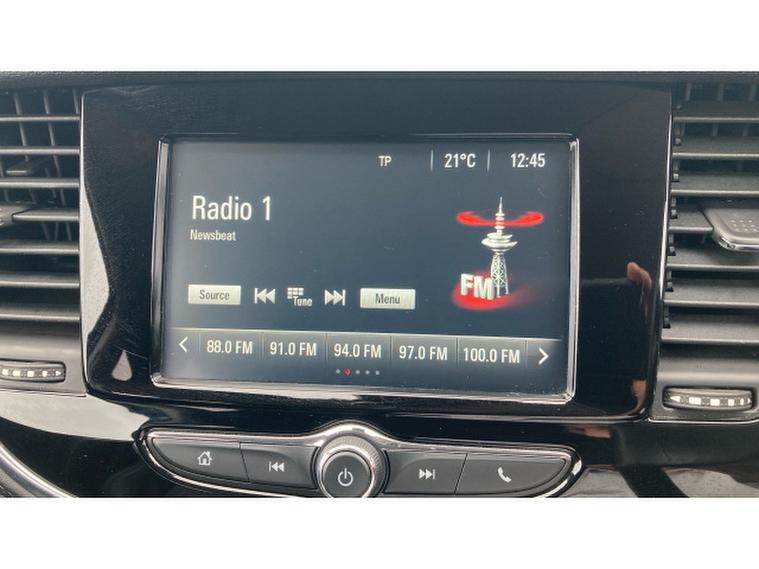 TP 21°C 12:45
Radio 1
Newsbeat
FM
Source Tune Menu
88.0 FM 91.0 FM 94.0 FM 97.0 FM 100.0 FM